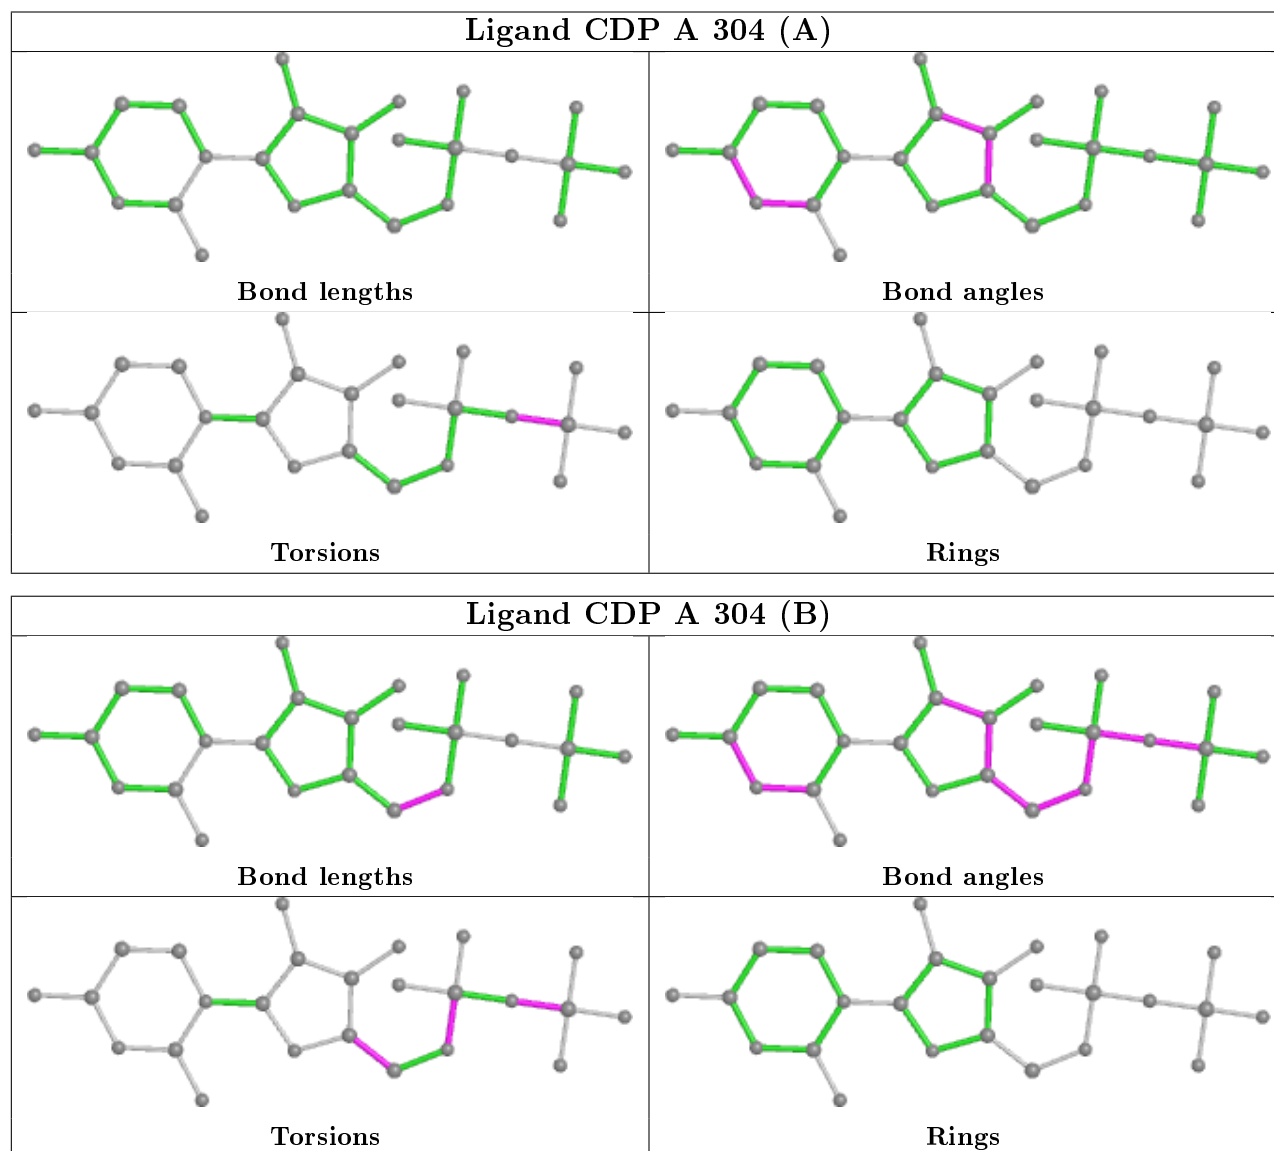 Ligand CDP A 304 (A)
Bond lengths
Bond angles
Torsions
Rings
Ligand CDP A 304 (B)
Bond lengths
Bond angles
Torsions
Rings